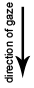 direction of gaze